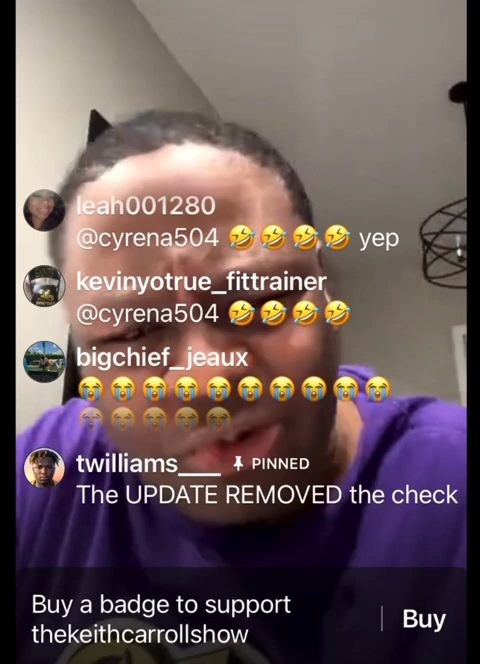 leah001280
@cyrena504 🤣🤣🤣🤣 yep
kevinyotrue_fittrainer
@cyrena504 🤣🤣🤣🤣
bigchief_jeaux
😭😭😭😭😭😭😭😭😭😭
😭😭😭😭😭
twilliams___ PINNED
The UPDATE REMOVED the check
Buy a badge to support
thekeithcarrollshow
Buy